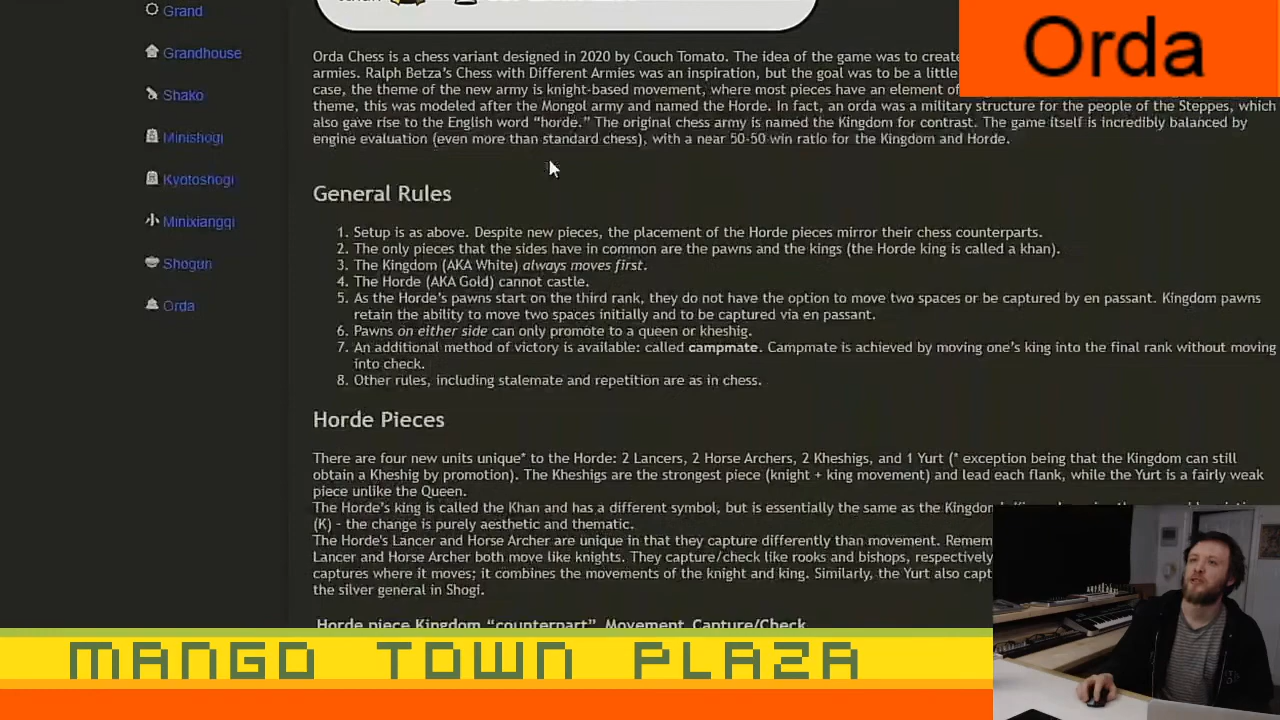 Grand
Grandhouse
Shako
Minishogi
Kyotoshogi
Minixiangqi
Shogun
Orda
Orda
Orda Chess is a chess variant designed in 2020 by Couch Tomato. The idea of the game was to create
armies. Ralph Betza's Chess with Different Armies was an inspiration, but the goal was to be a little
case, the theme of the new army is knight-based movement, where most pieces have an element of
theme, this was modeled after the Mongol army and named the Horde. In fact, an orda was a military structure for the people of the Steppes, which
also gave rise to the English word “horde.” The original chess army is named the Kingdom for contrast. The game itself is incredibly balanced by
engine evaluation (even more than standard chess), with a near 50-50 win ratio for the Kingdom and Horde.
General Rules
1. Setup is as above. Despite new pieces, the placement of the Horde pieces mirror their chess counterparts.
2. The only pieces that the sides have in common are the pawns and the kings (the Horde king is called a khan).
3. The Kingdom (AKA White) always moves first.
4. The Horde (AKA Gold) cannot castle.
5. As the Horde's pawns start on the third rank, they do not have the option to move two spaces or be captured by en passant. Kingdom pawns
retain the ability to move two spaces initially and to be captured via en passant.
6. Pawns on either side can only promote to a queen or kheshig.
7. An additional method of victory is available: called campmate. Campmate is achieved by moving one's king into the final rank without moving
into check.
8. Other rules, including stalemate and repetition are as in chess.
Horde Pieces
There are four new units unique* to the Horde: 2 Lancers, 2 Horse Archers, 2 Kheshigs, and 1 Yurt (* exception being that the Kingdom can still
obtain a Kheshig by promotion). The Kheshigs are the strongest piece (knight + king movement) and lead each flank, while the Yurt is a fairly weak
piece unlike the Queen.
The Horde's king is called the Khan and has a different symbol, but is essentially the same as the Kingdom
(K) - the change is purely aesthetic and thematic.
The Horde's Lancer and Horse Archer are unique in that they capture differently than movement.
Lancer and Horse Archer both move like knights. They capture/check like rooks and bishops, respectively
captures where it moves; it combines the movements of the knight and king. Similarly, the Yurt also
the silver general in Shogi.
Horde piece Kingdom “counterpart” Movement Capture/Check
MANGO TOWN PLAZA